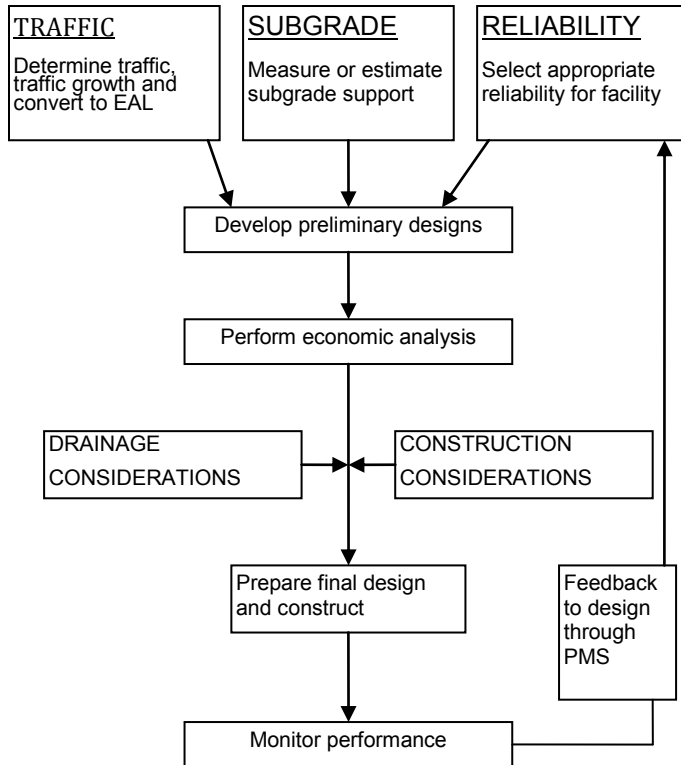 TRAFFIC
Determine traffic,
traffic growth and
convert to EAL
SUBGRADE
Measure or estimate
subgrade support
RELIABILITY
Select appropriate
reliability for facility
Develop preliminary designs
Perform economic analysis
DRAINAGE
CONSIDERATIONS
CONSTRUCTION
CONSIDERATIONS
Prepare final design
and construct
Feedback
to design
through
PMS
Monitor performance